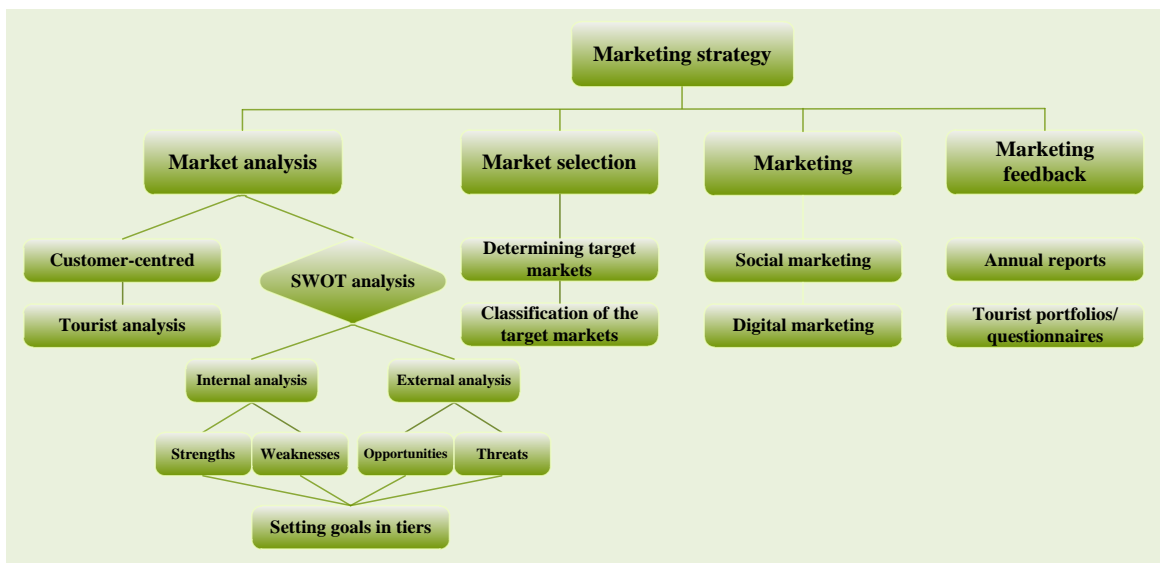 Marketing strategy
Market analysis
Market selection
Marketing
Marketing
feedback
Customer-centred
SWOT analysis
Determining target
markets
Social marketing
Annual reports
Tourist analysis
Classification of the
target markets
Digital marketing
Tourist portfolios/
questionnaires
Internal analysis
External analysis
Strengths
Weaknesses
Opportunities
Threats
Setting goals in tiers